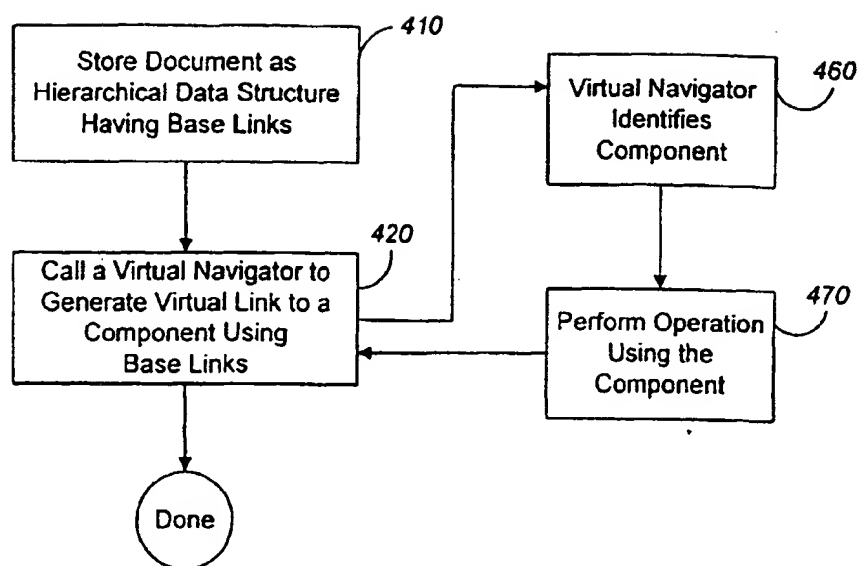 410
Store Document as
Hierarchical Data Structure
Having Base Links
460
Virtual Navigator
Identifies
Component
420
Call a Virtual Navigator to
Generate Virtual Link to a
Component Using
Base Links
470
Perform Operation
Using the
Component
Done